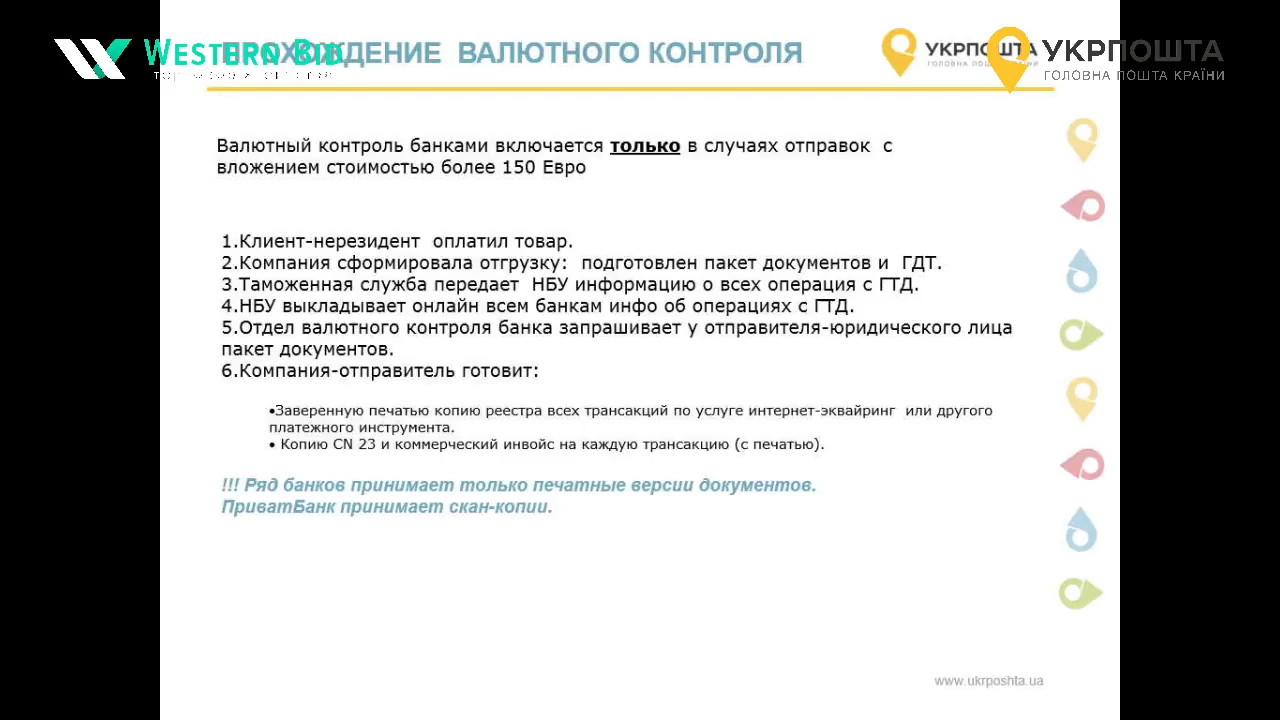 WESTERN BID
ПРОХОЖДЕНИЕ ВАЛЮТНОГО КОНТРОЛЯ
УКРПОШТА
УКРПОШТА
ГОЛОВНА ПОШТА КРАЇНИ
Валютный контроль банками включается только в случаях отправок с
вложением стоимостью более 150 Евро
1.Клиент-нерезидент оплатил товар.
2.Компания сформировала отгрузку: подготовлен пакет документов и ГДТ.
3.Таможенная служба передает НБУ информацию о всех операция с ГТД.
4.НБУ выкладывает онлайн всем банкам инфо об операциях с ГТД.
5.Отдел валютного контроля банка запрашивает у отправителя-юридического лица
пакет документов.
6.Компания-отправитель готовит:
•Заверенную печатью копию реестра всех трансакций по услуге интернет-эквайринг или другого
платежного инструмента.
• Копию CN 23 и коммерческий инвойс на каждую трансакцию (с печатью).
!!! Ряд банков принимает только печатные версии документов.
ПриватБанк принимает скан-копии.
www.ukrposhta.ua